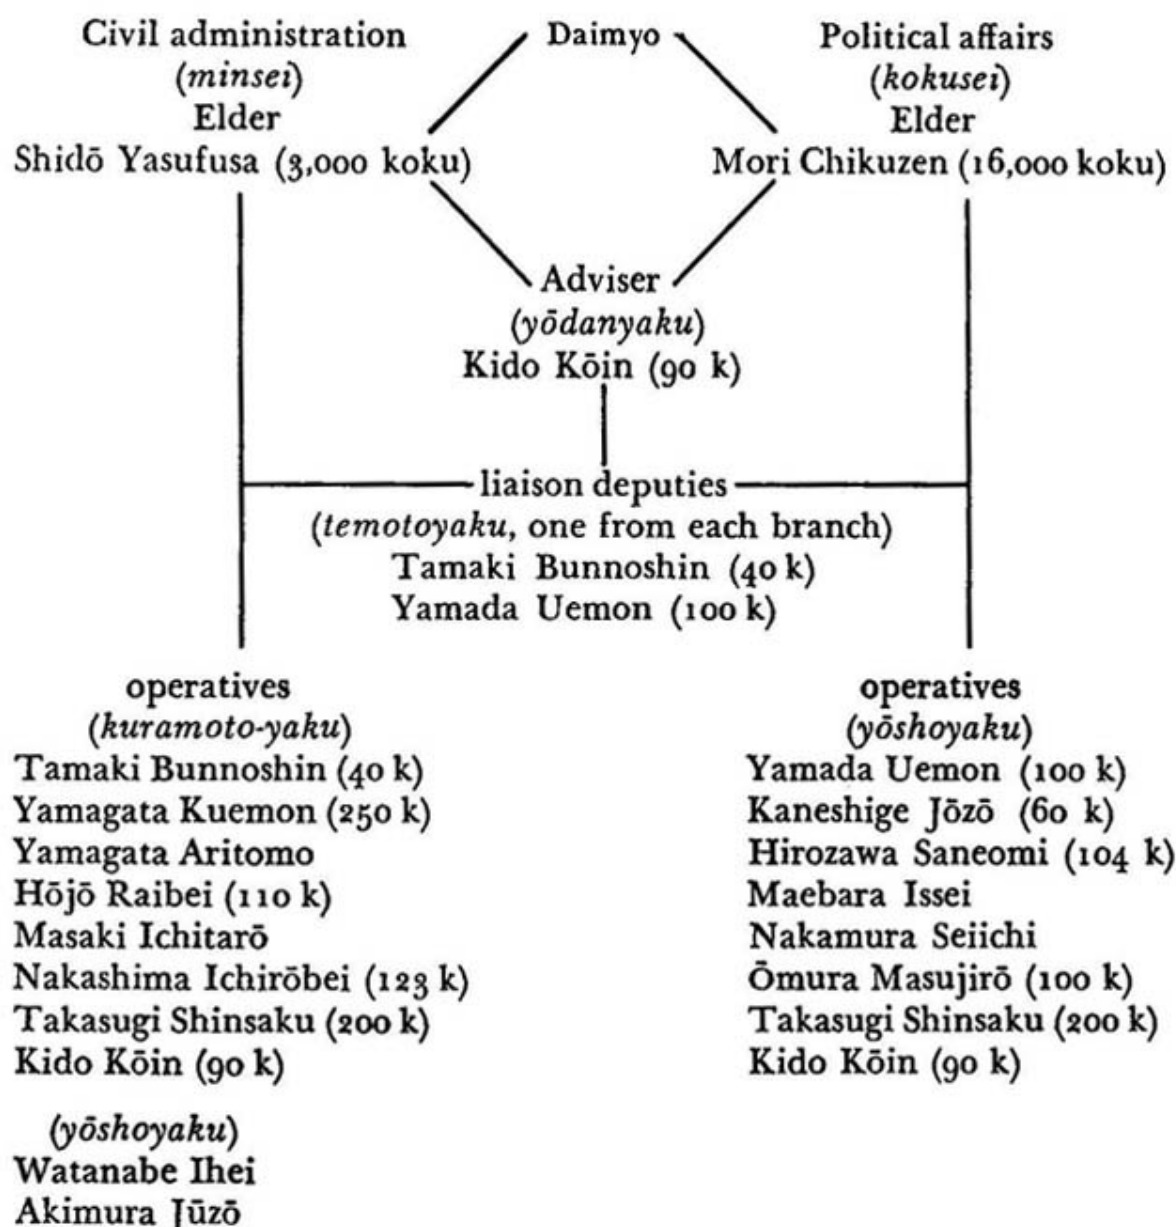 Civil administration
(minsei)
Elder
Shidō Yasufusa (3,000 koku)
Daimyo
Political affairs
(kokusei)
Elder
Mori Chikuzen (16,000 koku)
Adviser
(yōdanyaku)
Kido Kōin (90 k)
liaison deputies
(temotoyaku, one from each branch)
Tamaki Bunnoshin (40 k)
Yamada Uemon (100 k)
operatives
(kuramoto-yaku)
Tamaki Bunnoshin (40 k)
Yamagata Kuemon (250 k)
Yamagata Aritomo
Hōjō Raibei (110 k)
Masaki Ichitarō
Nakashima Ichirōbei (123 k)
Takasugi Shinsaku (200 k)
Kido Kōin (90 k)
(yōshoyaku)
Watanabe Ihei
Akimura Jūzō
operatives
(yōshoyaku)
Yamada Uemon (100 k)
Kaneshige Jōzō (60 k)
Hirozawa Saneomi (104 k)
Maebara Issei
Nakamura Seiichi
Ōmura Masujirō (100 k)
Takasugi Shinsaku (200 k)
Kido Kōin (90 k)